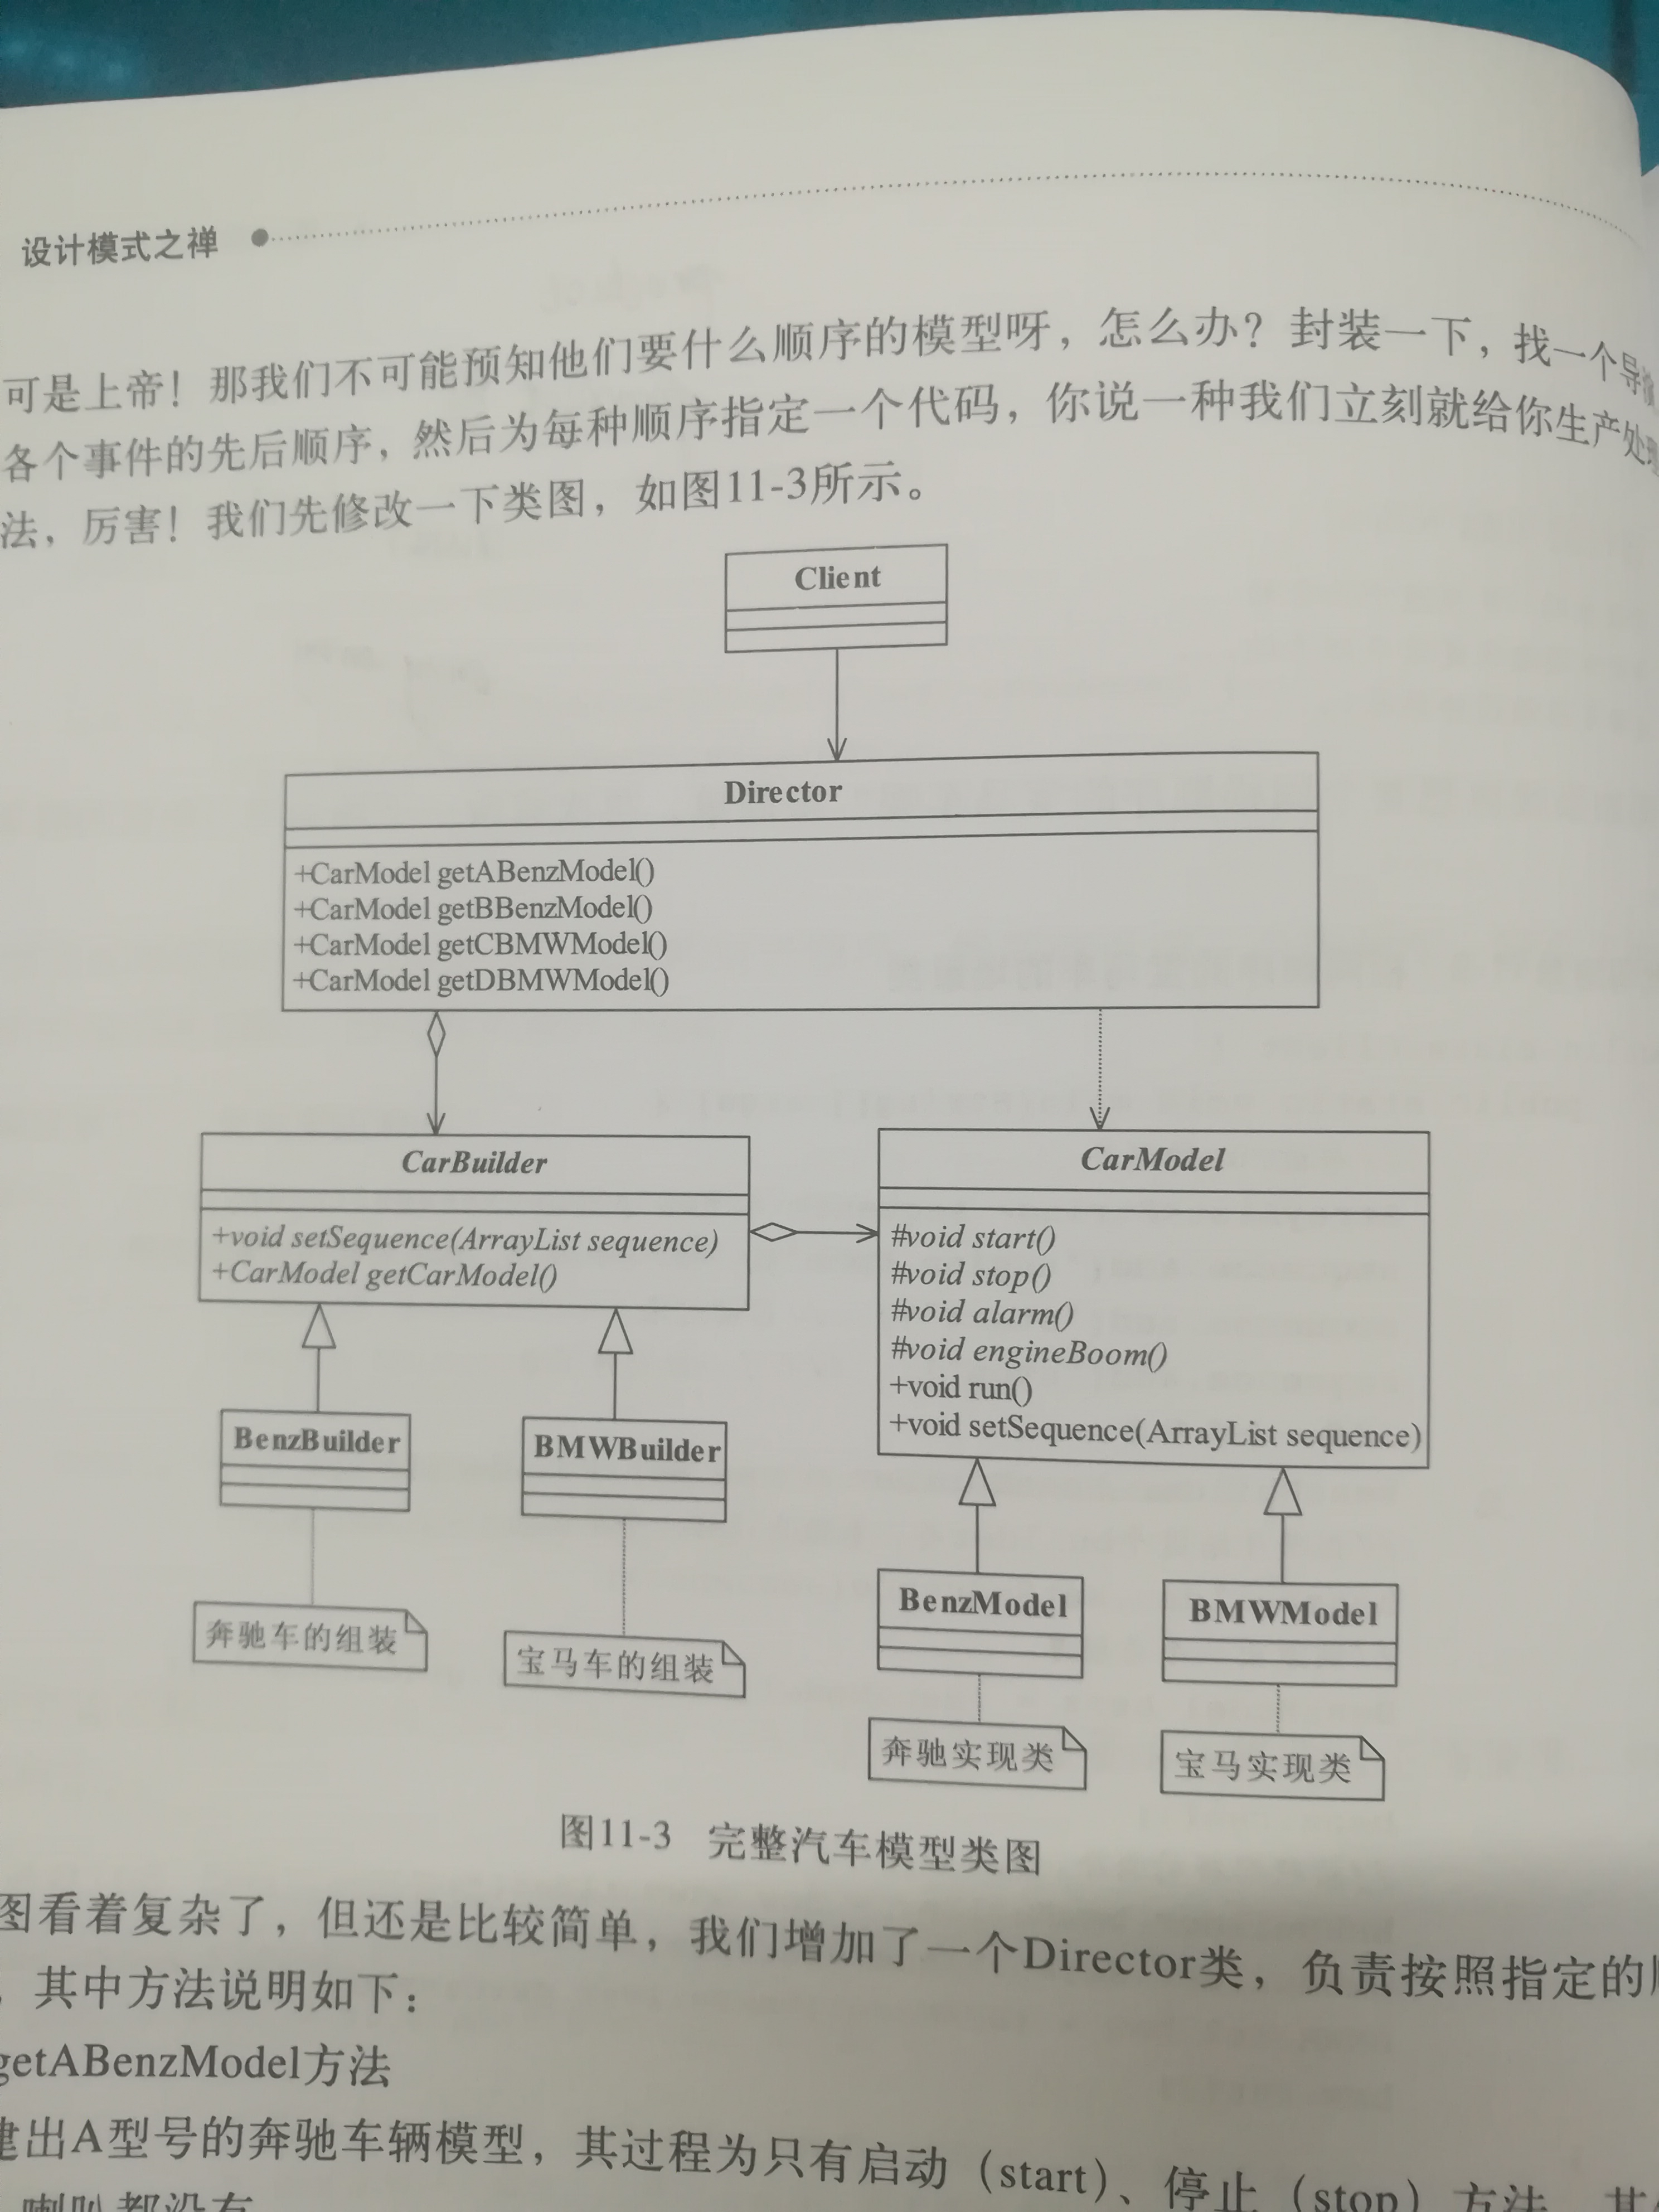 设计模式之禅
可是上帝！那我们不可能预知他们要什么顺序的模型呀，怎么办？封装一下，找一个导
各个事件的先后顺序，然后为每种顺序指定一个代码，你说一种我们立刻就给你生产处
法，厉害！我们先修改一下类图，如图11-3所示。
Client
Director
+CarModel getABenzModel()
+CarModel getBBenzModel()
+CarModel getCBMWModel()
+CarModel getDBMWModel()
CarBuilder
+void setSequence(ArrayList sequence)
+CarModel getCarModel()
CarModel
#void start()
#void stop()
#void alarm()
#void engineBoom()
+void run()
+void setSequence(ArrayList sequence)
BenzBuilder
BMWBuilder
奔驰车的组装
宝马车的组装
BenzModel
BMWModel
奔驰实现类
宝马实现类
图11-3 完整汽车模型类图
图看着复杂了，但还是比较简单，我们增加了一个Director类，负责按照指定的
，其中方法说明如下：
getABenzModel方法
建出A型号的奔驰车辆模型，其过程为只有启动（start）、停止（stop）方法，其
喇叭都没有